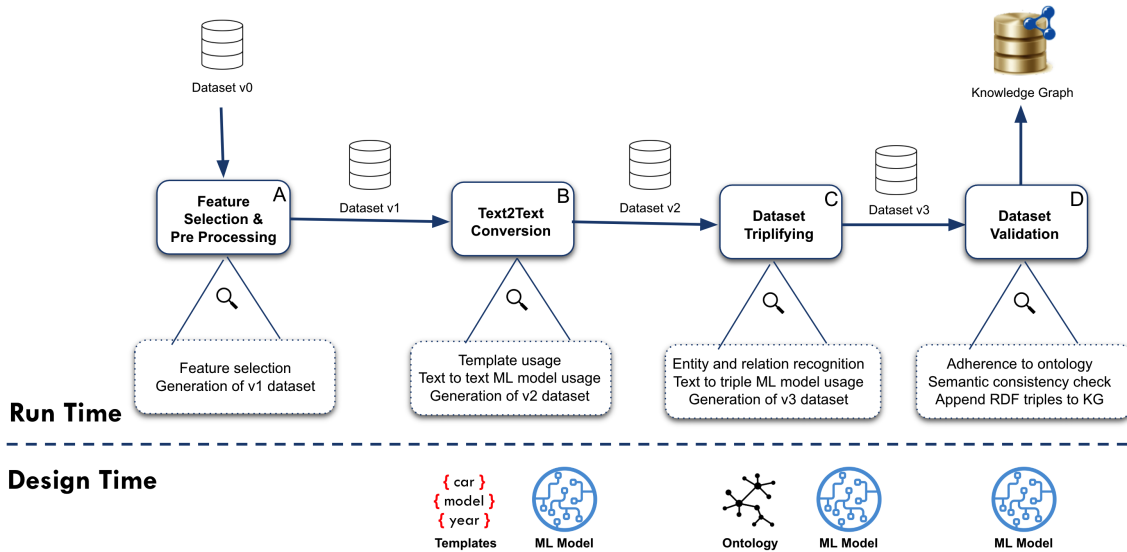 Dataset v0
Knowledge Graph
A
Feature
Selection &
Pre Processing
Dataset v1
B
Text2Text
Conversion
Dataset v2
C
Dataset
Triplifying
Dataset v3
D
Dataset
Validation
Feature selection
Generation of v1 dataset
Template usage
Text to text ML model usage
Generation of v2 dataset
Entity and relation recognition
Text to triple ML model usage
Generation of v3 dataset
Adherence to ontology
Semantic consistency check
Append RDF triples to KG
Run Time
Design Time
{ car }
{ model }
{ year }
Templates
ML Model
Ontology
ML Model
ML Model